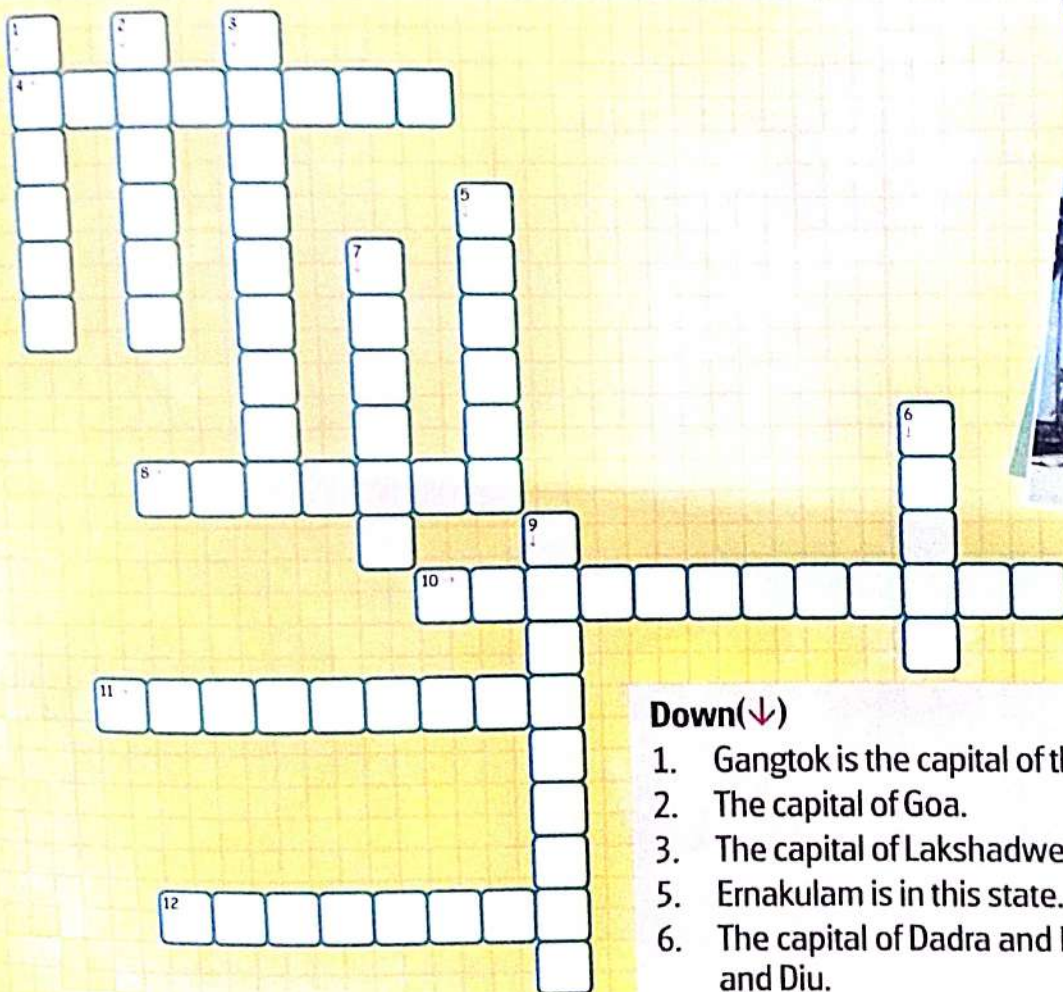 1
2
3
4
5
7
6
8
9
10
11
12
Down(↓)
1. Gangtok is the capital of
2. The capital of Goa.
3. The capital of
5. Ernakulam is in this state.
6. The capital of Dadra and
and Diu.